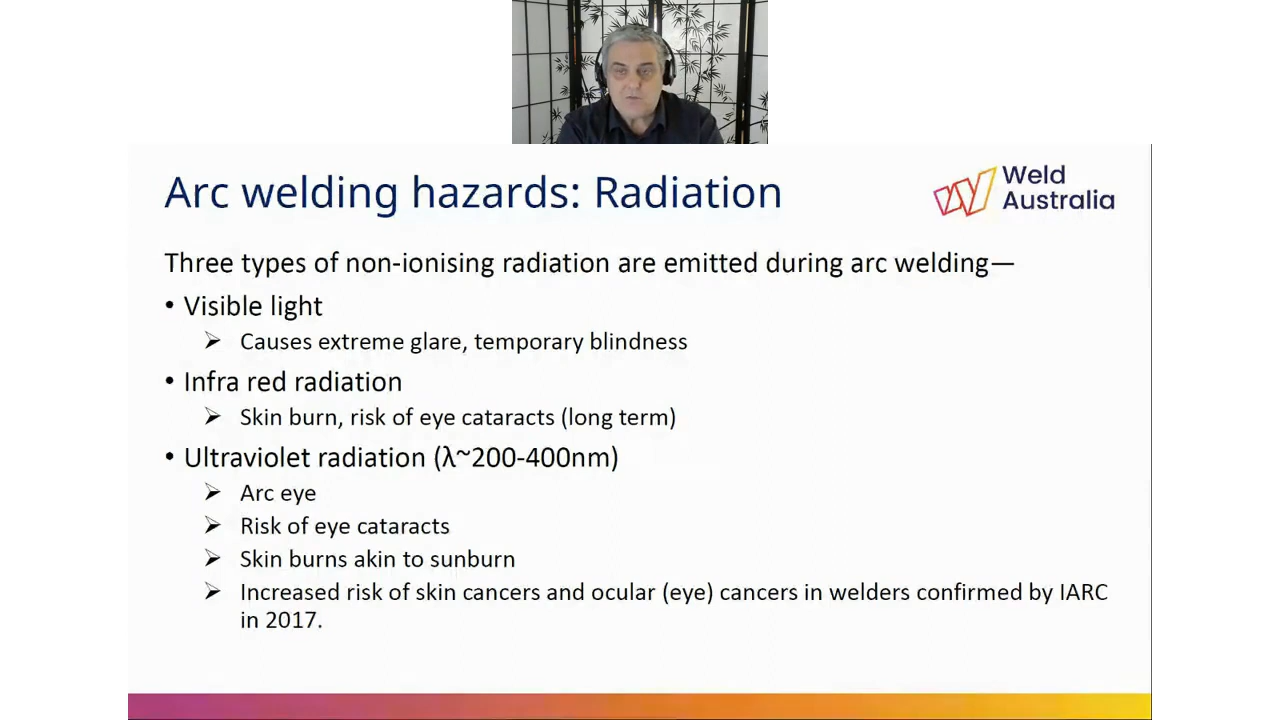 Arc welding hazards: Radiation
Weld
Australia
Three types of non-ionising radiation are emitted during arc welding—
• Visible light
➢ Causes extreme glare, temporary blindness
• Infra red radiation
➢ Skin burn, risk of eye cataracts (long term)
• Ultraviolet radiation (λ~200-400nm)
➢ Arc eye
➢ Risk of eye cataracts
➢ Skin burns akin to sunburn
➢ Increased risk of skin cancers and ocular (eye) cancers in welders confirmed by IARC
in 2017.